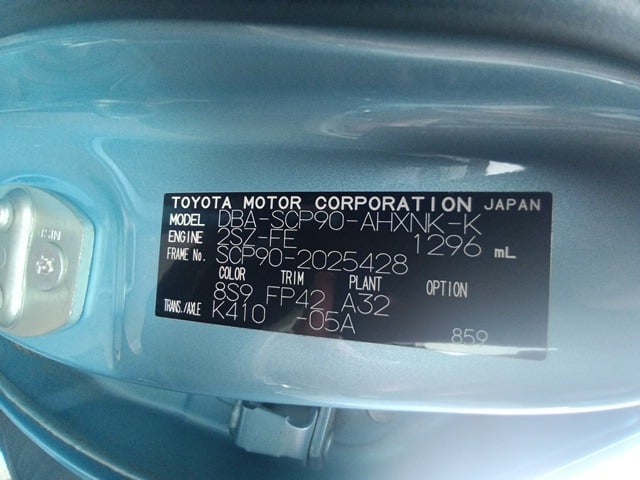 TOYOTA MOTOR CORPORATION JAPAN
MODEL DBA-SCP90-AHXNK-K
ENGINE 2SZ-FE 1296 mL
FRAME No. SCP90-2025428
COLOR TRIM PLANT OPTION
8S9 FP42 A32
TRANS./AXLE K410 -05A
859